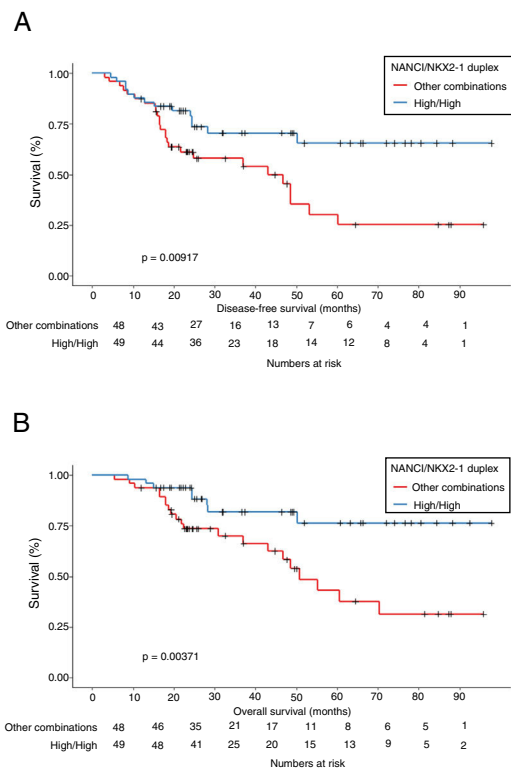 A
NANCI/NKX2-1 duplex
Other combinations
High/High
Survival (%)
1.00
0.75
0.50
0.25
0.00
p = 0.00917
0 10 20 30 40 50 60 70 80 90
Disease-free survival (months)
Other combinations 48 43 27 16 13 7 6 4 4 1
High/High 49 44 36 23 18 14 12 8 4 1
Numbers at risk
B
NANCI/NKX2-1 duplex
Other combinations
High/High
Survival (%)
1.00
0.75
0.50
0.25
0.00
p = 0.00371
0 10 20 30 40 50 60 70 80 90
Overall survival (months)
Other combinations 48 46 35 21 17 11 8 6 5 1
High/High 49 48 41 25 20 15 13 9 5 2
Numbers at risk